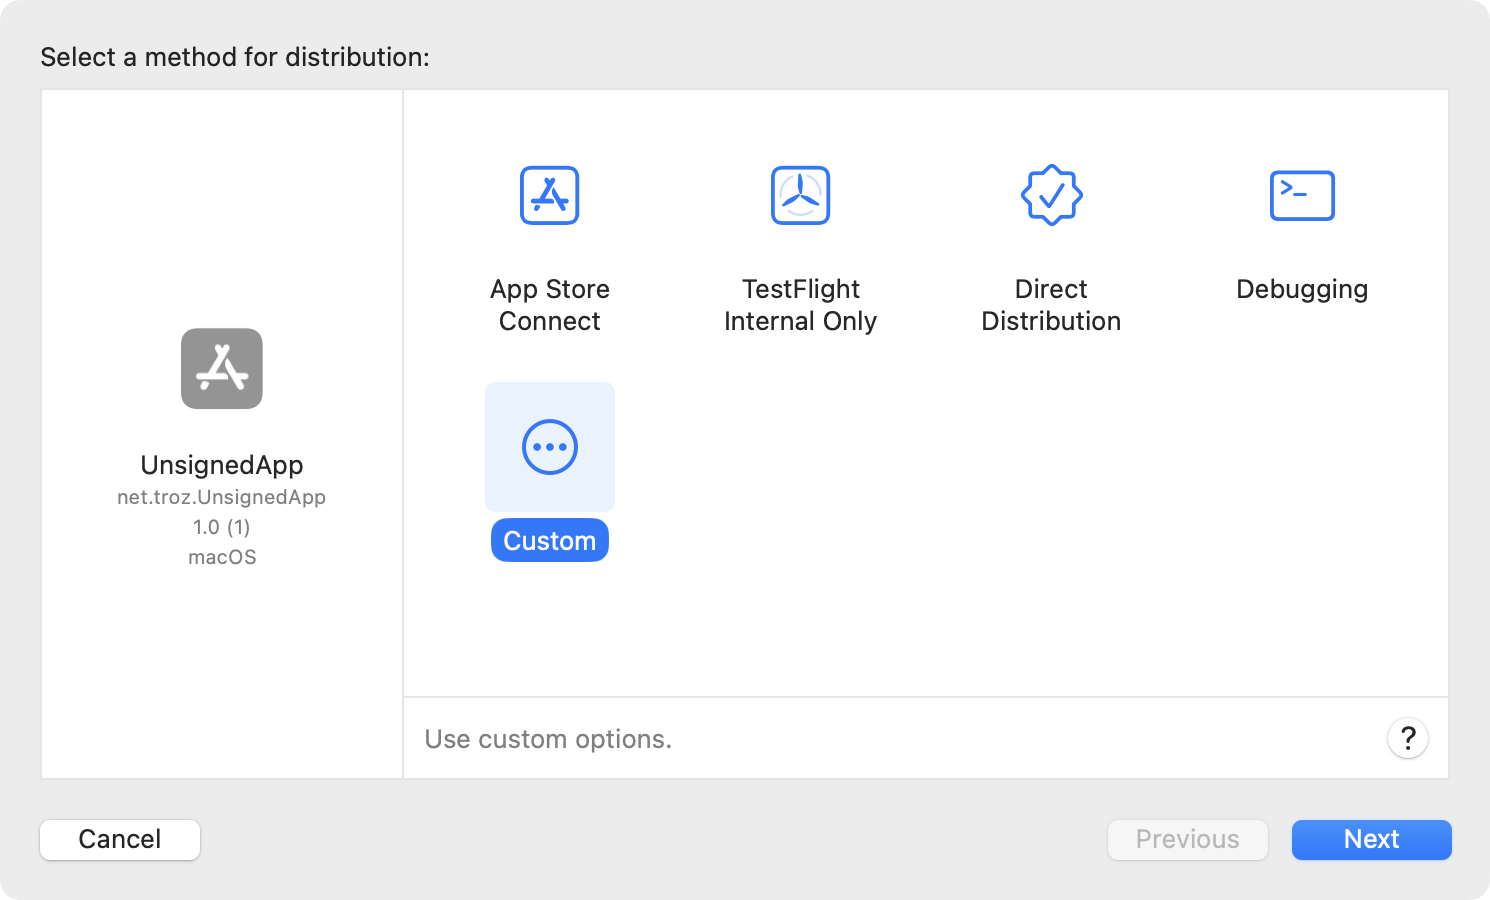 Select a method for distribution:
UnsignedApp
net.troz.UnsignedApp
1.0 (1)
macOS
App Store
Connect
TestFlight
Internal Only
Direct
Distribution
>_
Debugging
Custom
Use custom options.
?
Cancel
Previous
Next